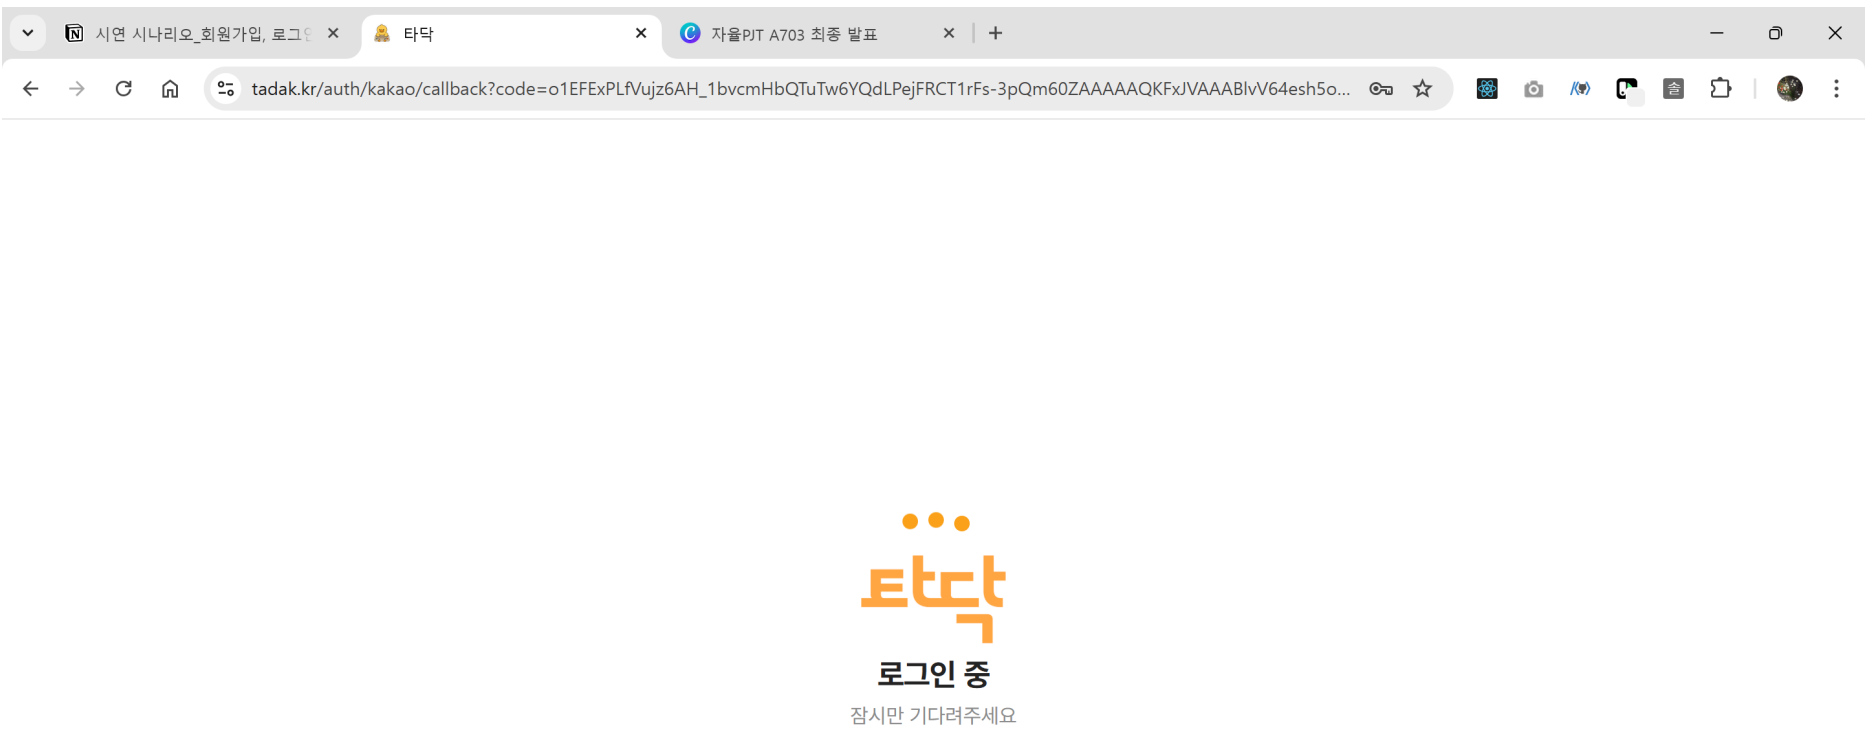 시연 시나리오_회원가입, 로그인
타닥
자율PJT A703 최종 발표
tadak.kr/auth/kakao/callback?code=o1EFExPLfVujz6AH_1bvcmHbQTuTw6YQdLPejFRCT1rFs-3pQm60ZAAAAAQKFxJVAAABlvV64esh5o...
솔
타닥
로그인 중
잠시만 기다려주세요